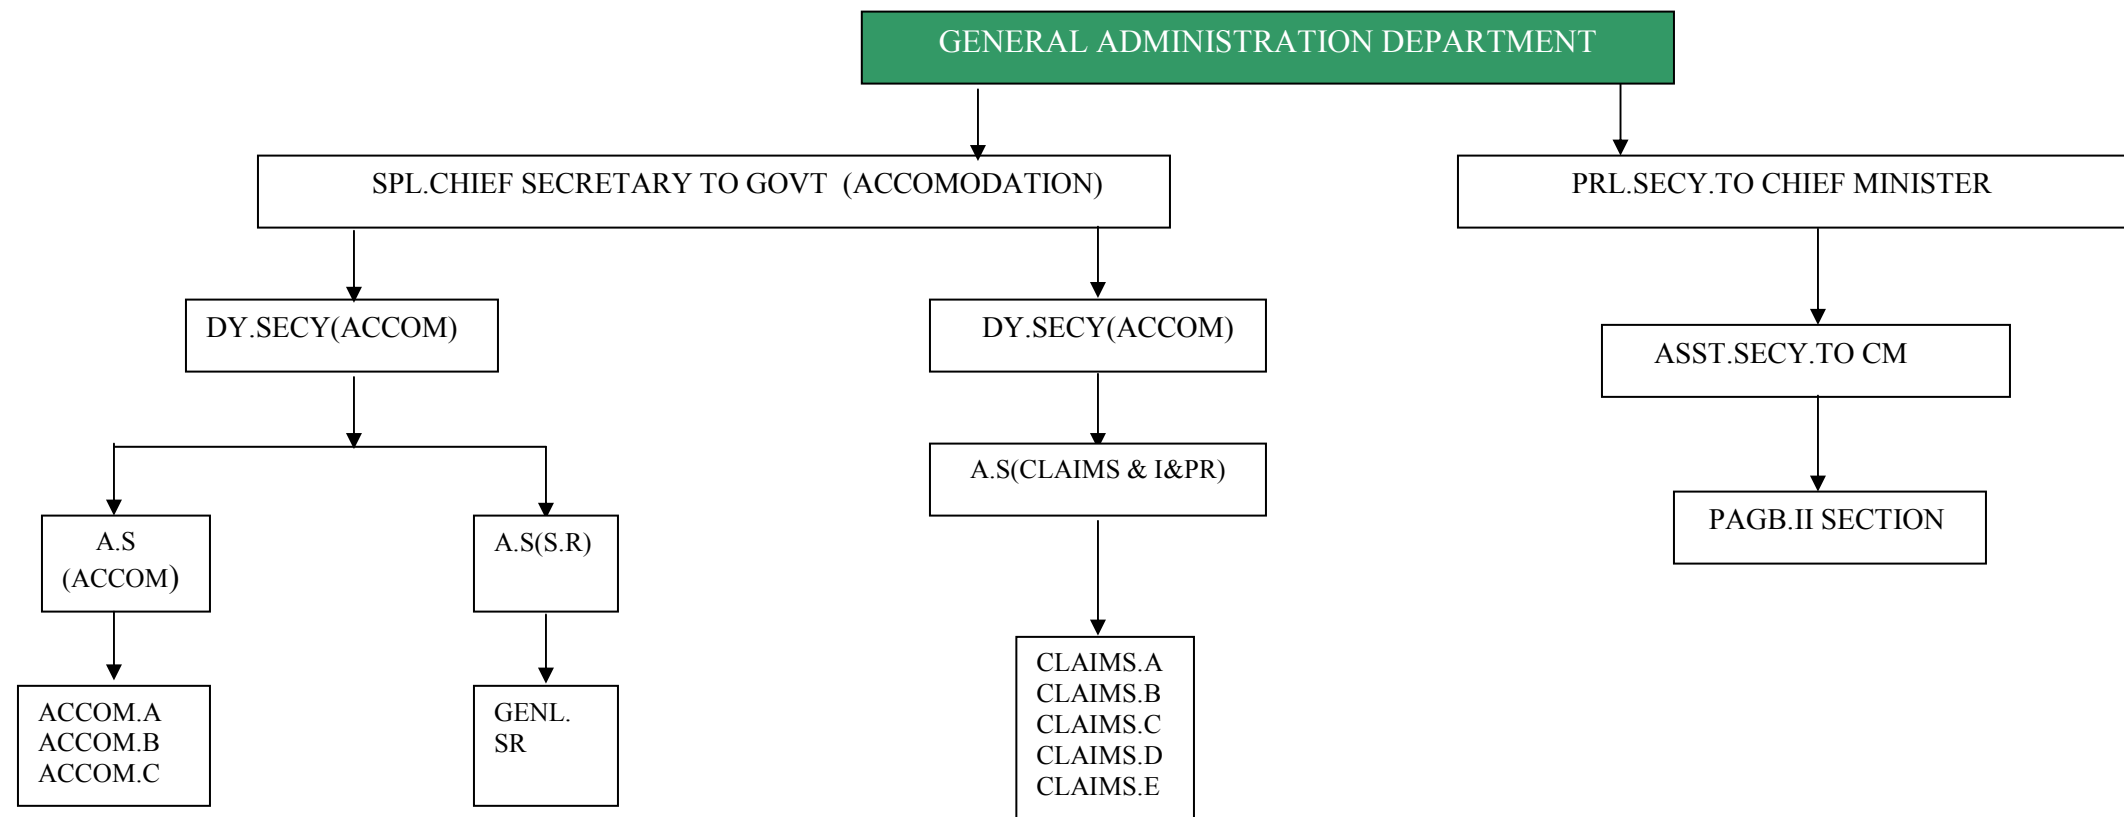 GENERAL ADMINISTRATION DEPARTMENT
SPL.CHIEF SECRETARY TO GOVT (ACCOMODATION)
PRL.SECY.TO CHIEF MINISTER
DY.SECY(ACCOM)
DY.SECY(ACCOM)
ASST.SECY.TO CM
A.S(CLAIMS & I&PR)
PAGB.II SECTION
A.S
(ACCOM)
A.S(S.R)
CLAIMS.A
CLAIMS.B
CLAIMS.C
CLAIMS.D
CLAIMS.E
ACCOM.A
ACCOM.B
ACCOM.C
GENL.
SR